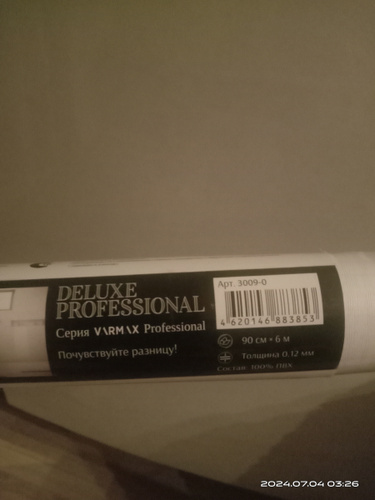 DELUXE
PROFESSIONAL
Серия VARMAX Professional
Почувствуйте разницу!
Арт. 3009-0
4620146883853
90 см * 6 м
Толщина 0.12 мм
Состав 100% ПВХ
2024.07.04 03:26